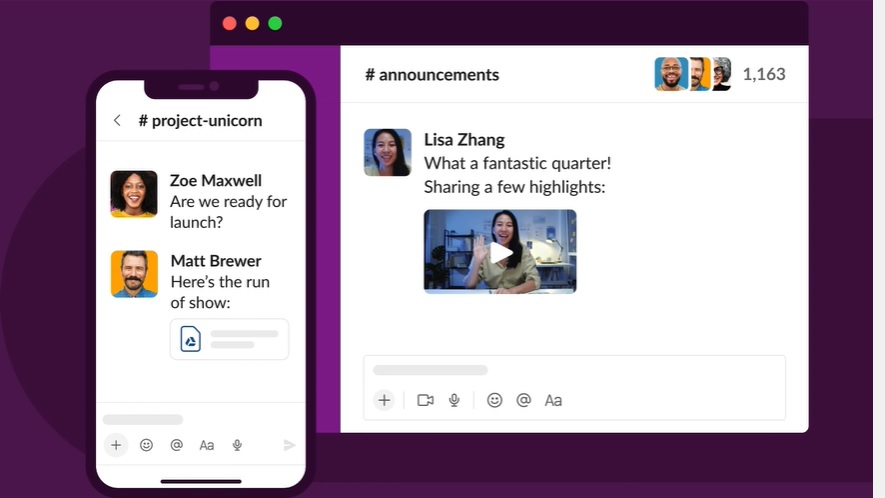 # project-unicorn
Zoe Maxwell
Are we ready for
launch?
Matt Brewer
Here’s the run
of show:
Aa
# announcements
1,163
Lisa Zhang
What a fantastic quarter!
Sharing a few highlights:
Aa